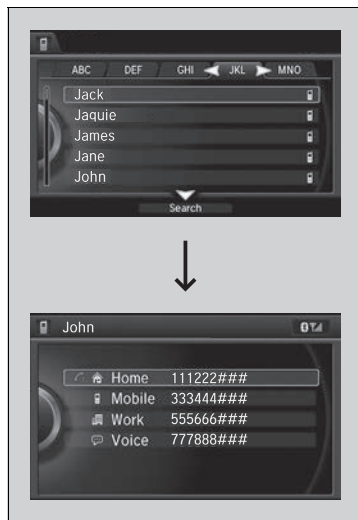 ABC DEF GHI JKL MNO
Jack
Jaquie
James
Jane
John
Search
John
Home 111222###
Mobile 333444###
Work 555666###
Voice 777888###